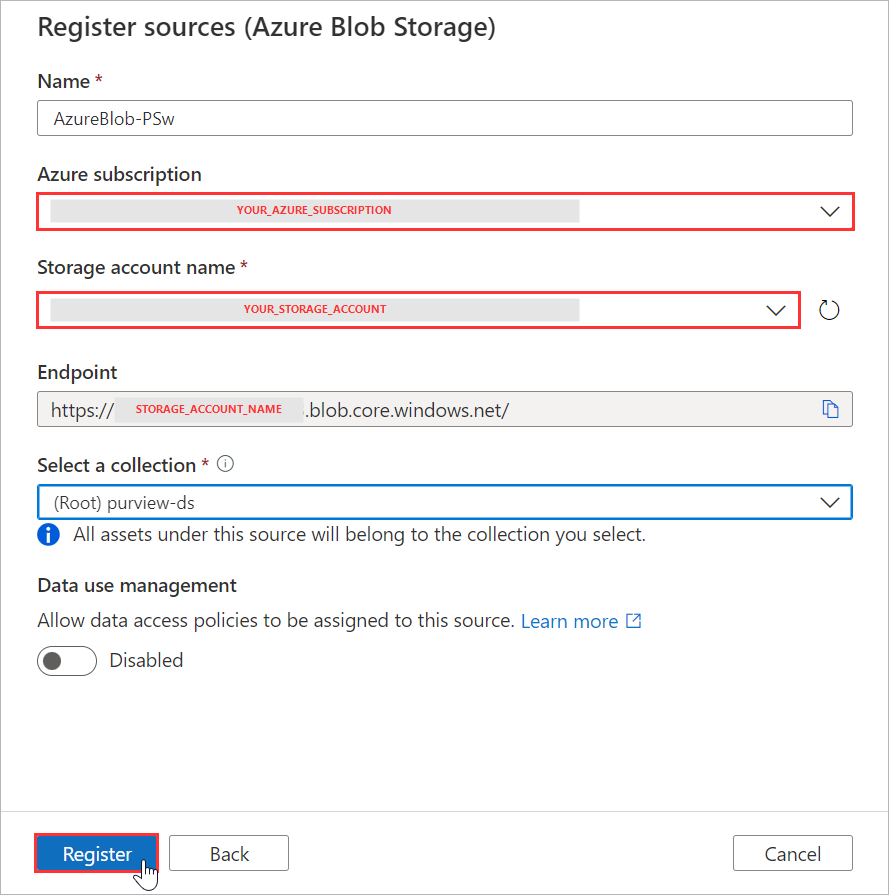 Register sources (Azure Blob Storage)
Name *
AzureBlob-PSw
Azure subscription
YOUR_AZURE_SUBSCRIPTION
Storage account name *
YOUR_STORAGE_ACCOUNT
Endpoint
https:// STORAGE_ACCOUNT_NAME .blob.core.windows.net/
Select a collection *
(Root) purview-ds
All assets under this source will belong to the collection you select.
Data use management
Allow data access policies to be assigned to this source. Learn more
Disabled
Register Back Cancel